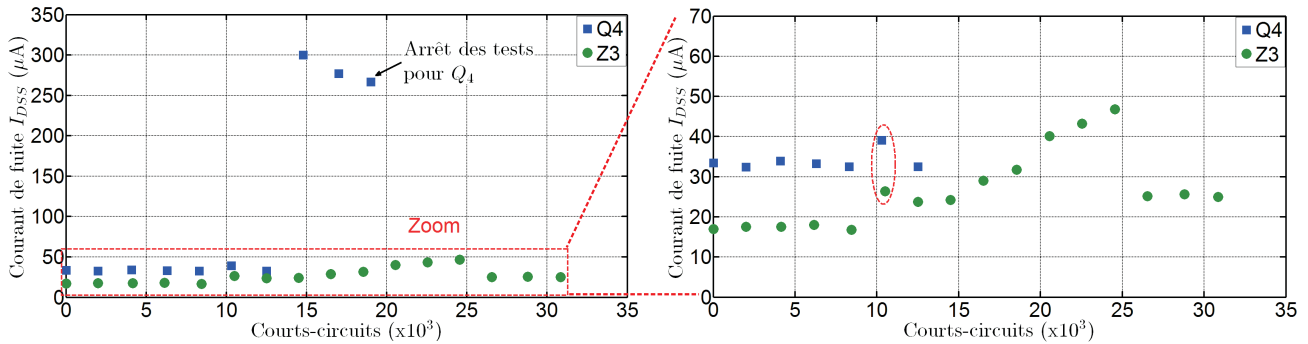 350
300
250
200
150
100
50
0
Courant de fuite I_DSS (µA)
0 5 10 15 20 25 30 35
Courts-circuits (x10³)
Q4
Z3
Arrêt des tests
pour Q₄
Zoom
70
60
50
40
30
20
10
0
Courant de fuite I_DSS (µA)
0 5 10 15 20 25 30 35
Courts-circuits (x10³)
Q4
Z3